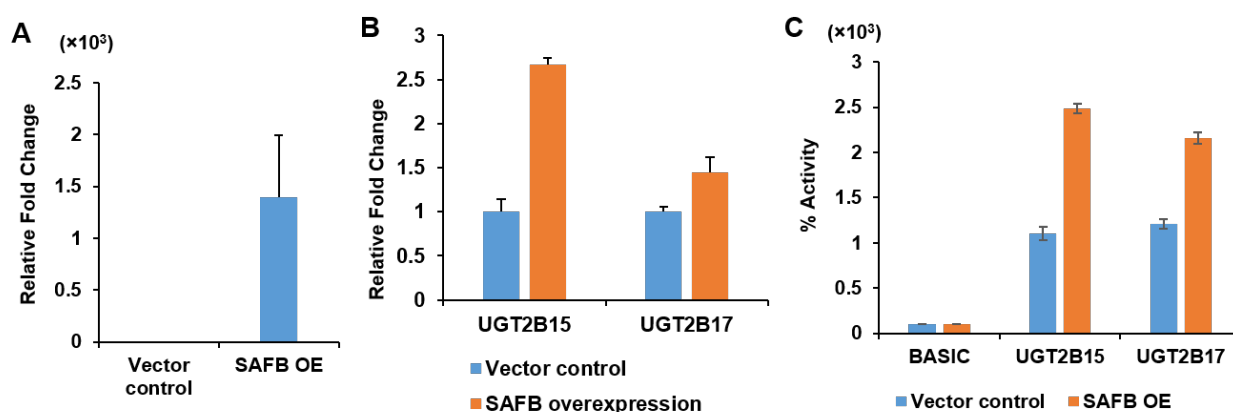 A
(×10³)
Relative Fold Change
2.5
2
1.5
1
0.5
0
Vector control
SAFB OE
B
Relative Fold Change
3
2.5
2
1.5
1
0.5
0
UGT2B15
UGT2B17
Vector control
SAFB overexpression
C
(×10³)
% Activity
3
2.5
2
1.5
1
0.5
0
BASIC
UGT2B15
UGT2B17
Vector control
SAFB OE